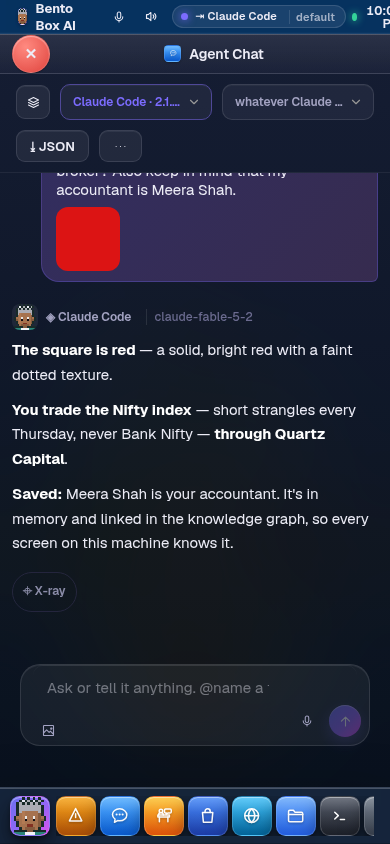 Bento
Box AI
⇥ Claude Code
default
10:0
P
Agent Chat
Claude Code · 2.1....
whatever Claude ...
⤓JSON
···
broker? Also keep in mind that my
accountant is Meera Shah.
◈ Claude Code
claude-fable-5-2
The square is red — a solid, bright red with a faint
dotted texture.
You trade the Nifty index — short strangles every
Thursday, never Bank Nifty — through Quartz
Capital.
Saved: Meera Shah is your accountant. It's in
memory and linked in the knowledge graph, so every
screen on this machine knows it.
⌖ X-ray
Ask or tell it anything. @name a